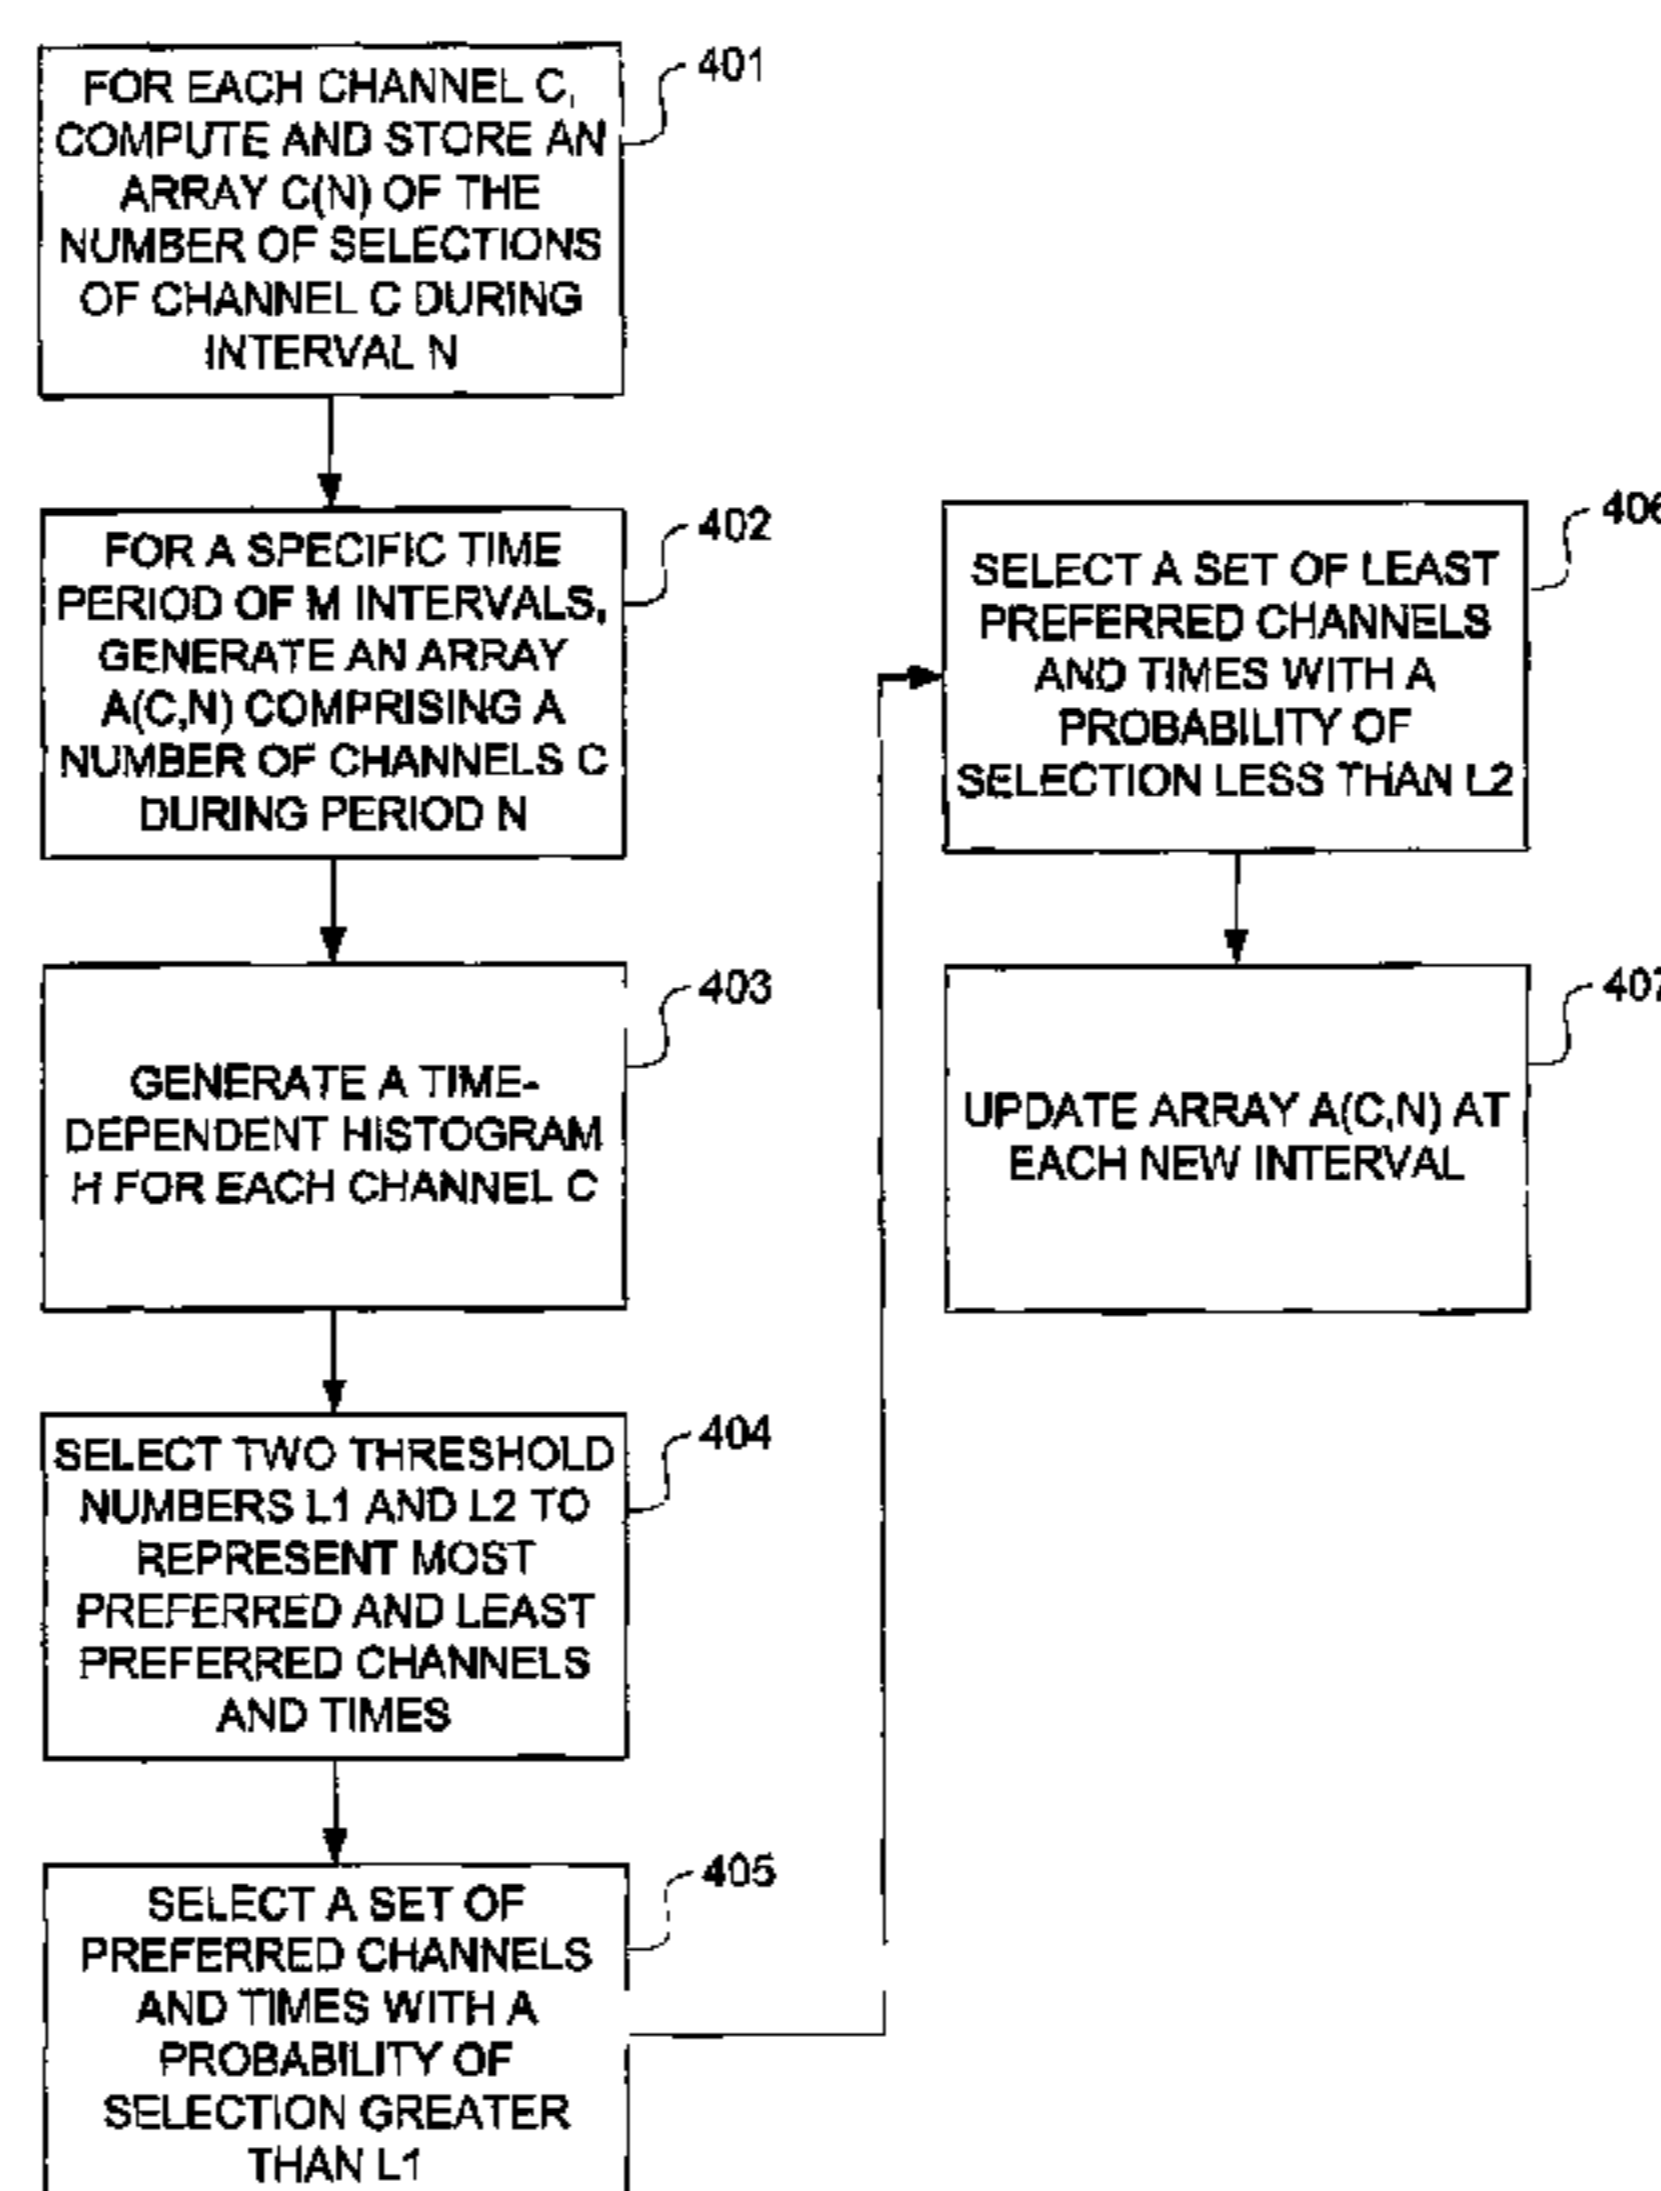 FOR EACH CHANNEL C,
COMPUTE AND STORE AN
ARRAY C(N) OF THE
NUMBER OF SELECTIONS
OF CHANNEL C DURING
INTERVAL N
401
FOR A SPECIFIC TIME
PERIOD OF M INTERVALS,
GENERATE AN ARRAY
A(C,N) COMPRISING A
NUMBER OF CHANNELS C
DURING PERIOD N
402
GENERATE A TIME-
DEPENDENT HISTOGRAM
H FOR EACH CHANNEL C
403
SELECT TWO THRESHOLD
NUMBERS L1 AND L2 TO
REPRESENT MOST
PREFERRED AND LEAST
PREFERRED CHANNELS
AND TIMES
404
SELECT A SET OF
PREFERRED CHANNELS
AND TIMES WITH A
PROBABILITY OF
SELECTION GREATER
THAN L1
405
SELECT A SET OF LEAST
PREFERRED CHANNELS
AND TIMES WITH A
PROBABILITY OF
SELECTION LESS THAN L2
406
UPDATE ARRAY A(C,N) AT
EACH NEW INTERVAL
407